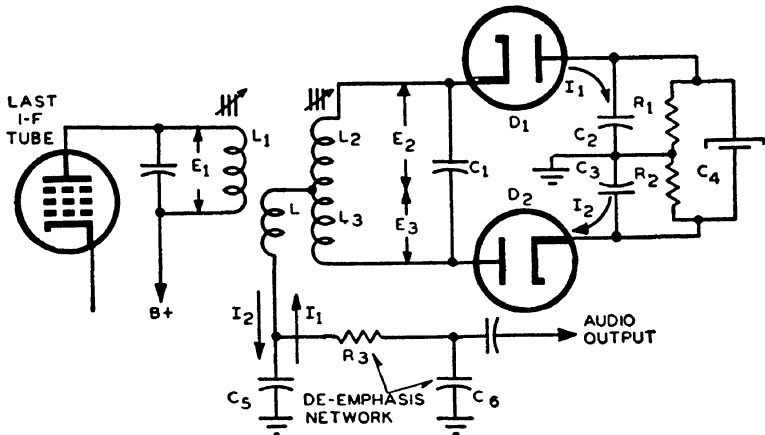 LAST
I-F
TUBE
E1
L1
B+
L2
L
L3
E2
E3
C1
D1
I1
C2
R1
C3
R2
C4
D2
I2
I2
I1
R3
C5
DE-EMPHASIS
NETWORK
C6
AUDIO
OUTPUT